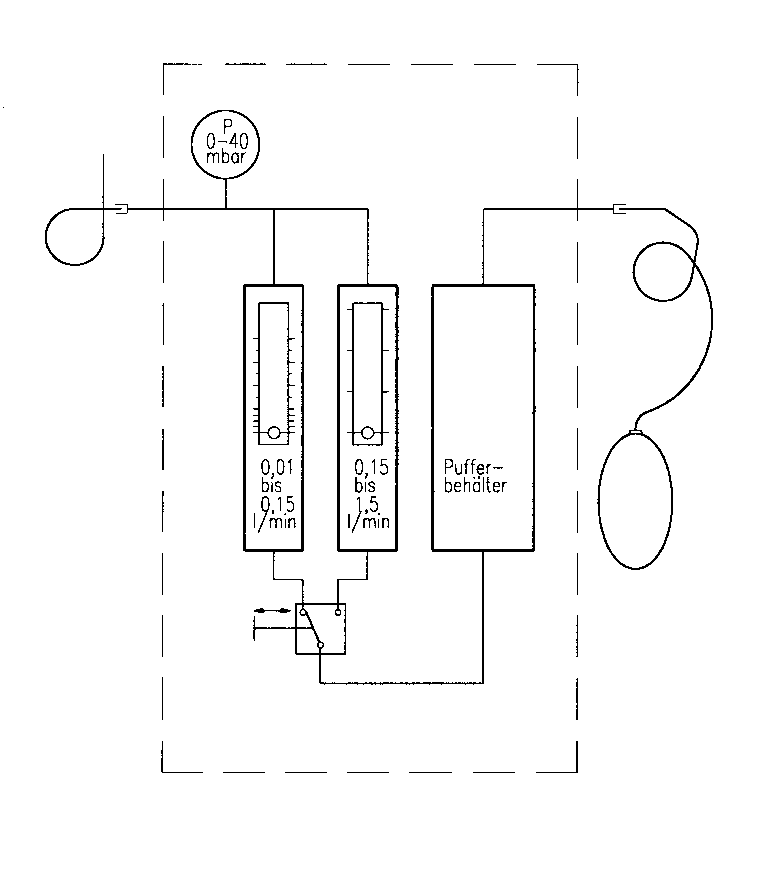 P
0-40
mbar
0,01
bis
0,15
l/min
0,15
bis
1,5
l/min
Puffer-
behälter